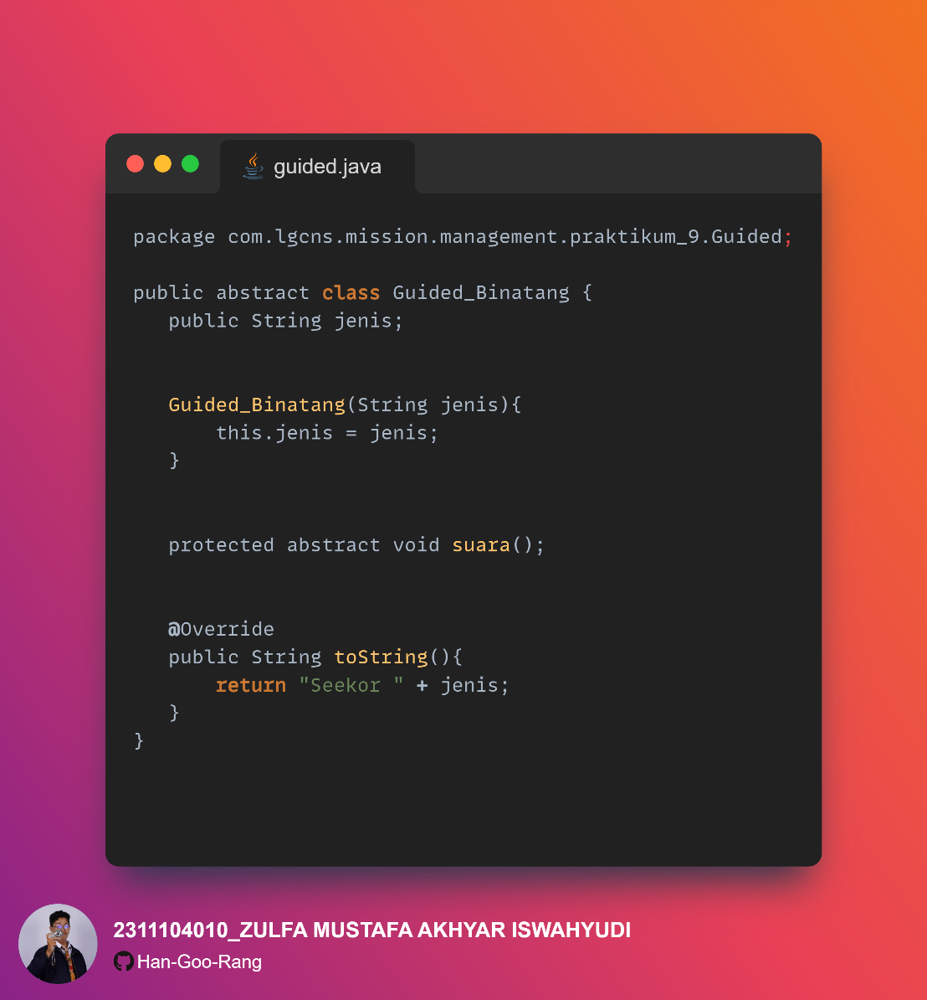 guided.java
package com.lgcns.mission.management.praktikum_9.Guided;
public abstract class Guided_Binatang {
public String jenis;
Guided_Binatang(String jenis){
this.jenis = jenis;
}
protected abstract void suara();
@Override
public String toString(){
return "Seekor " + jenis;
}
}
2311104010_ZULFA MUSTAFA AKHYAR ISWAHYUDI
Han-Goo-Rang